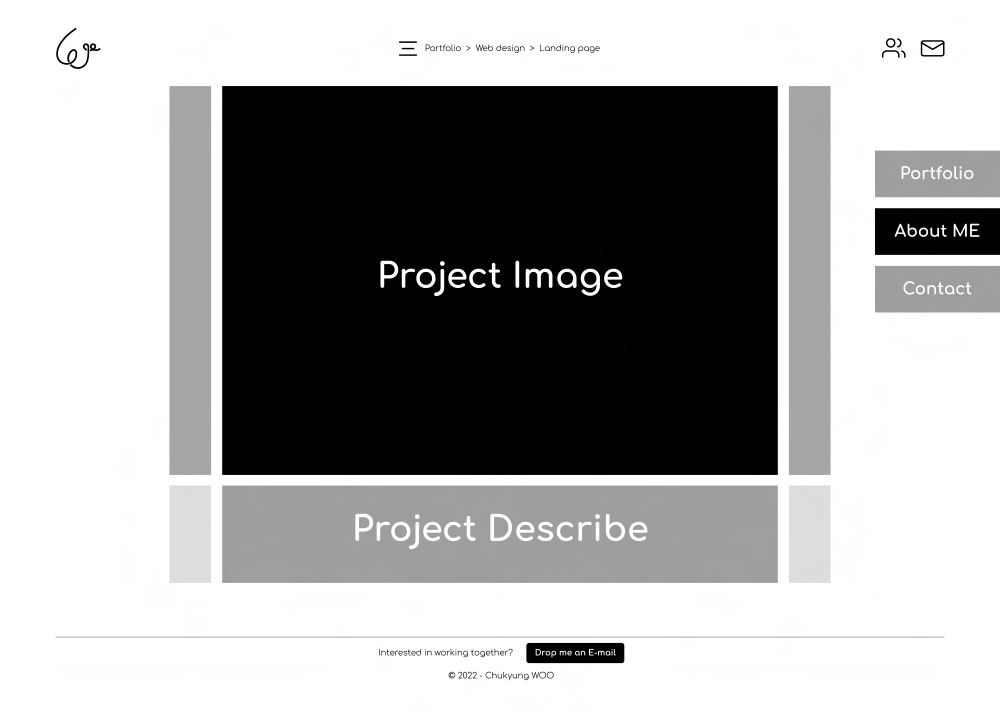 Portfolio > Web design > Landing page
Portfolio
About ME
Contact
Project Image
Project Describe
Interested in working together?
Drop me an E-mail
© 2022 - Chukyung WOO